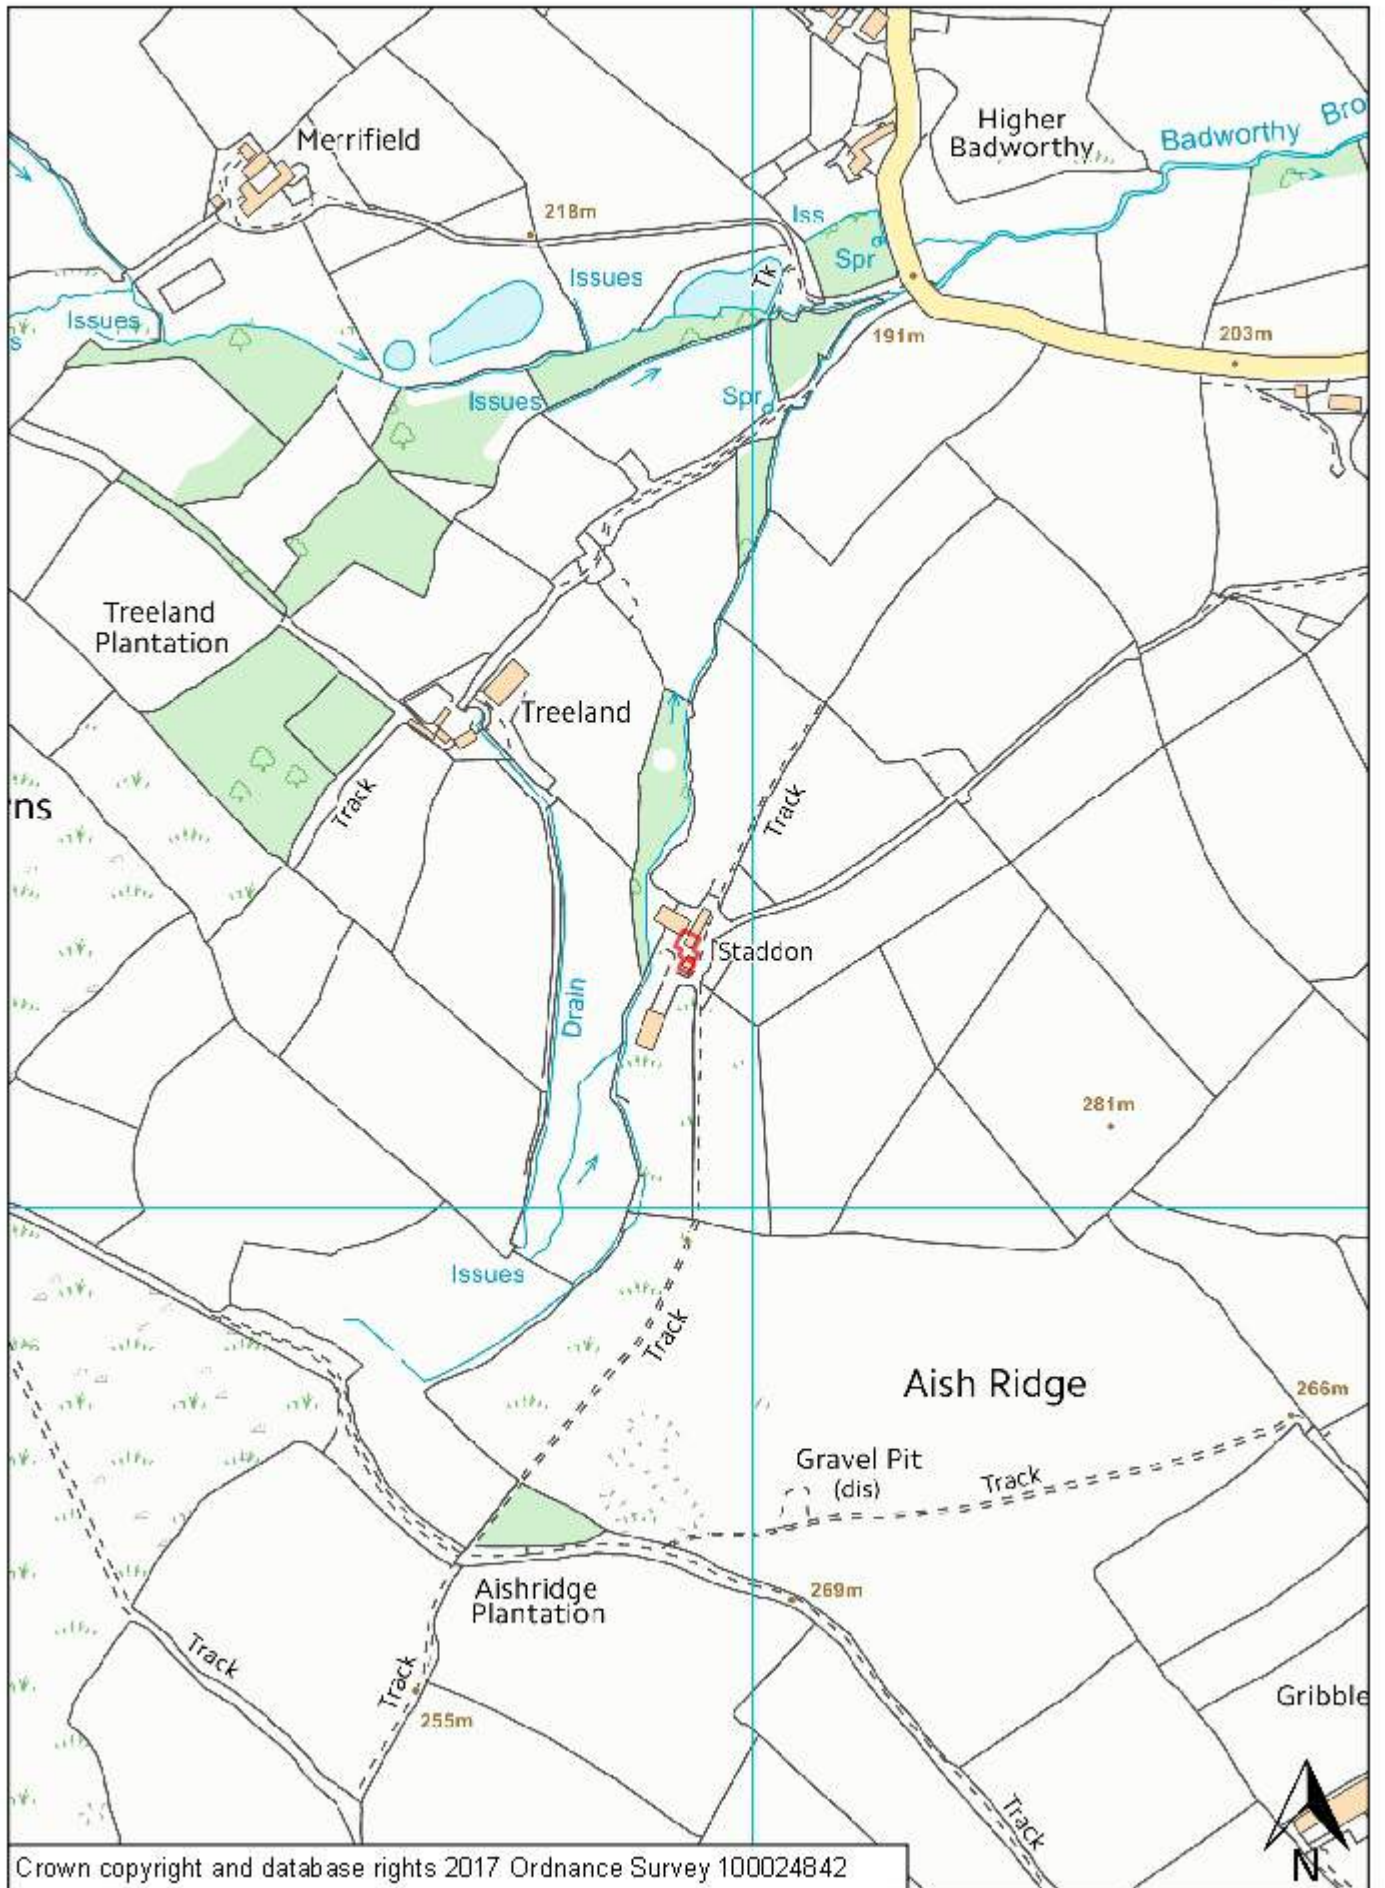 Merrifield
Higher
Badworthy
Badworthy Bro
218m
Iss
Issues
Spr
Tk
Issues
s
191m
203m
Issues
Spr
Treeland
Plantation
Treeland
ns
Track
Track
Staddon
Drain
281m
Issues
Track
Aish Ridge
266m
Gravel Pit
(dis)
Track
Aishridge
Plantation
269m
Track
Track
Gribble
255m
Track
N
Crown copyright and database rights 2017 Ordnance Survey 100024842